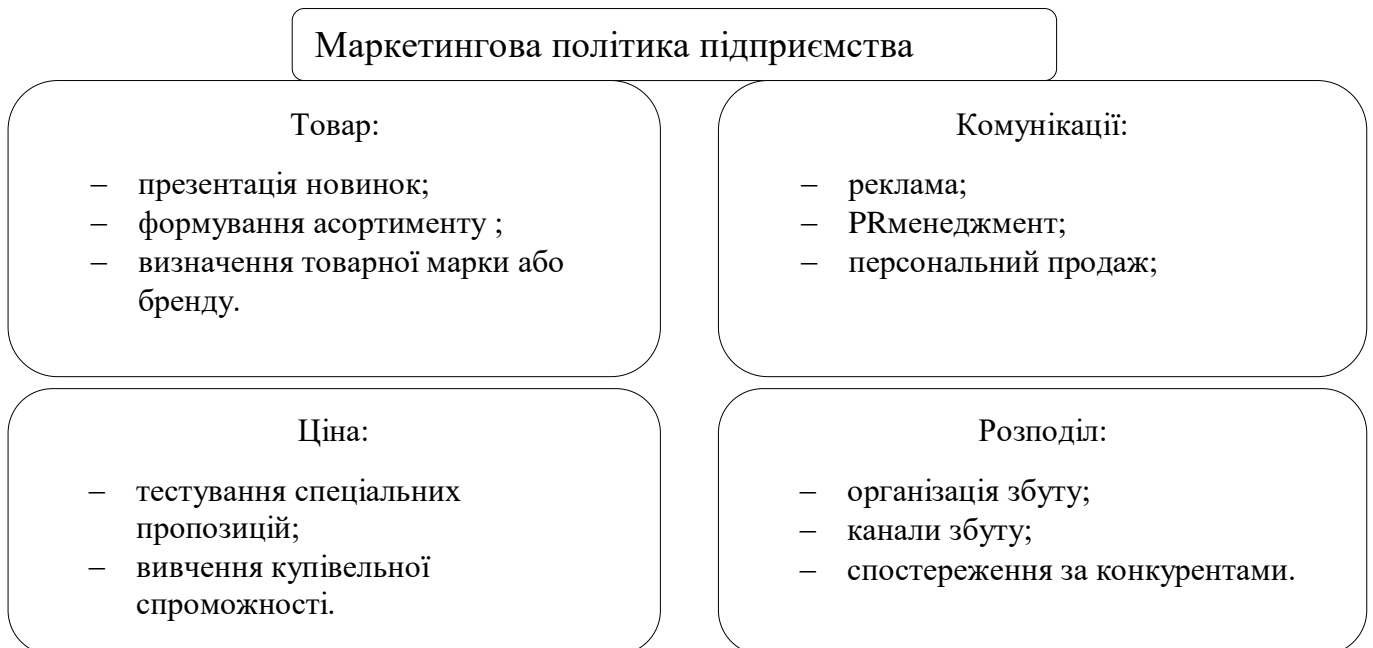 Маркетингова політика підприємства
Товар:
– презентація новинок;
– формування асортименту ;
– визначення товарної марки або
бренду.
Комунікації:
– реклама;
– PRменеджмент;
– персональний продаж;
Ціна:
– тестування спеціальних
пропозицій;
– вивчення купівельної
спроможності.
Розподіл:
– організація збуту;
– канали збуту;
– спостереження за конкурентами.